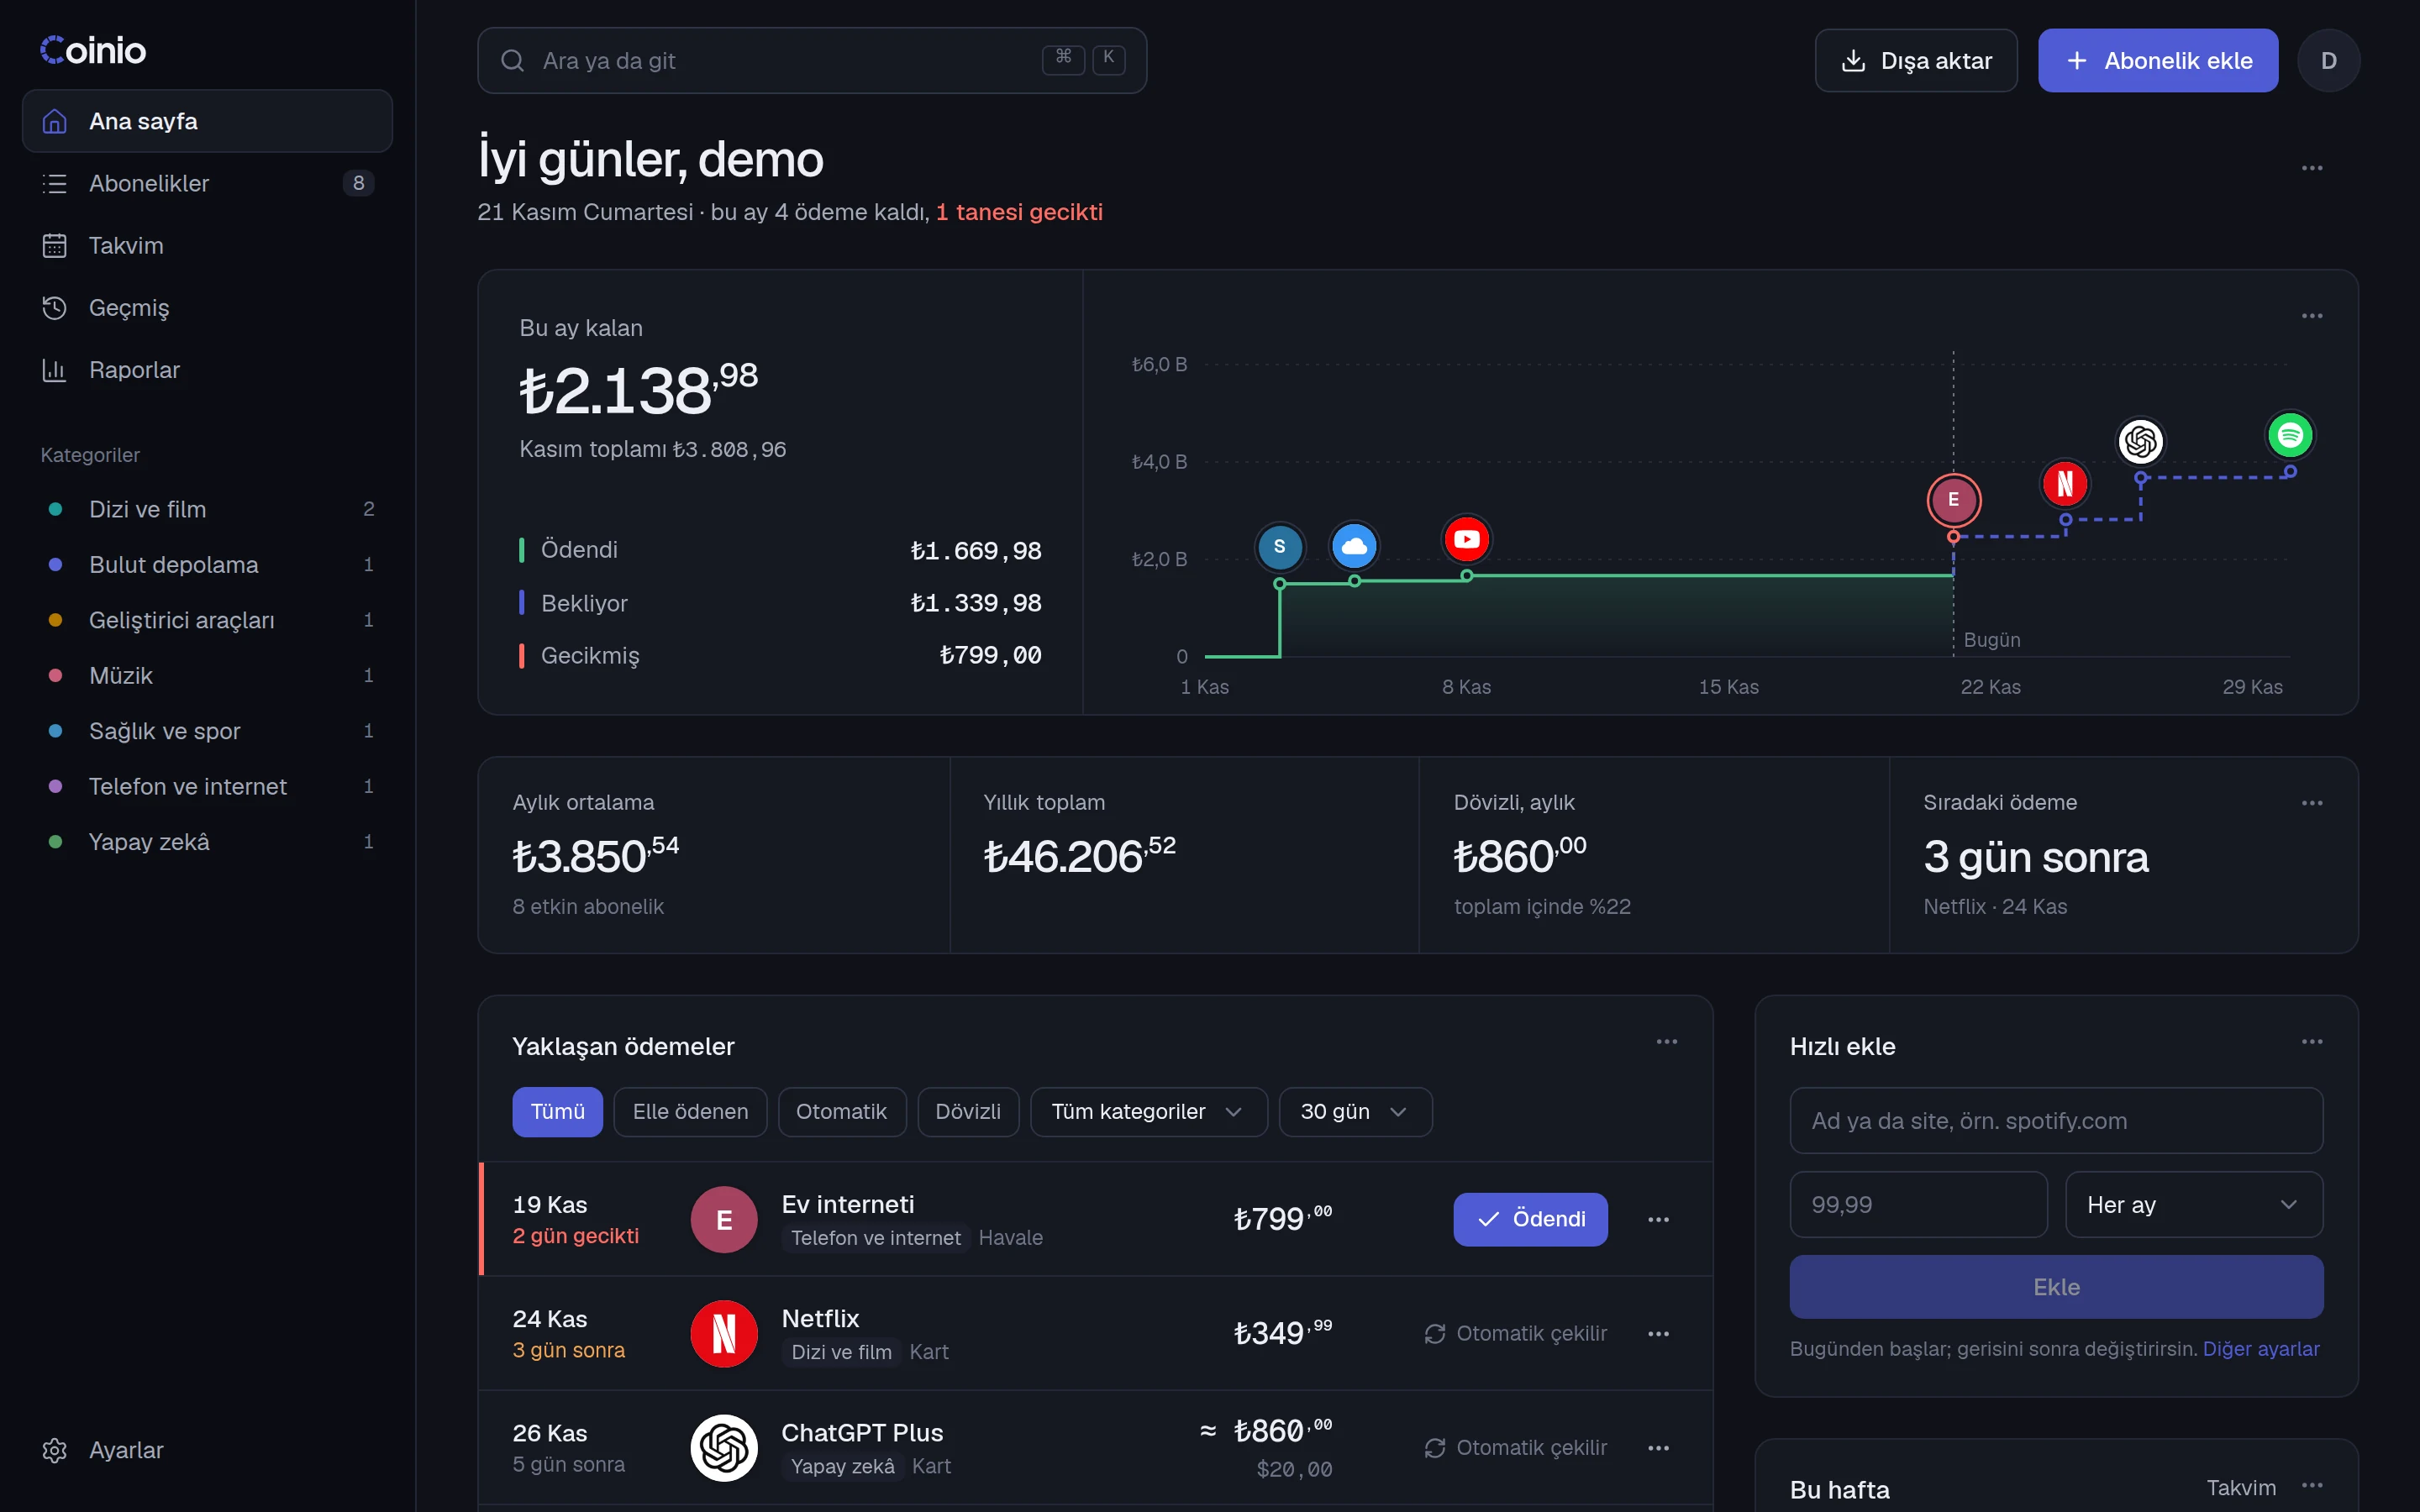 Coinio
Ana sayfa
Abonelikler 8
Takvim
Geçmiş
Raporlar
Kategoriler
Dizi ve film 2
Bulut depolama 1
Geliştirici araçları 1
Müzik 1
Sağlık ve spor 1
Telefon ve internet 1
Yapay zekâ 1
Ayarlar
Ara ya da git ⌘ K
Dışa aktar
+ Abonelik ekle
D
İyi günler, demo
21 Kasım Cumartesi · bu ay 4 ödeme kaldı, 1 tanesi gecikti
Bu ay kalan
₺2.138,98
Kasım toplamı ₺3.808,96
Ödendi ₺1.669,98
Bekliyor ₺1.339,98
Gecikmiş ₺799,00
₺6,0 B
₺4,0 B
₺2,0 B
0
S
E
N
Bugün
1 Kas 8 Kas 15 Kas 22 Kas 29 Kas
Aylık ortalama
₺3.850,54
8 etkin abonelik
Yıllık toplam
₺46.206,52
Dövizli, aylık
₺860,00
toplam içinde %22
Sıradaki ödeme
3 gün sonra
Netflix · 24 Kas
Yaklaşan ödemeler
Tümü Elle ödenen Otomatik Dövizli Tüm kategoriler 30 gün
19 Kas
2 gün gecikti
E
Ev interneti
Telefon ve internet Havale
₺799,00
Ödendi
24 Kas
3 gün sonra
N
Netflix
Dizi ve film Kart
₺349,99
Otomatik çekilir
26 Kas
5 gün sonra
ChatGPT Plus
Yapay zekâ Kart
≈ ₺860,00
$20,00
Otomatik çekilir
Hızlı ekle
Ad ya da site, örn. spotify.com
99,99
Her ay
Ekle
Bugünden başlar; gerisini sonra değiştirirsin. Diğer ayarlar
Bu hafta
Takvim